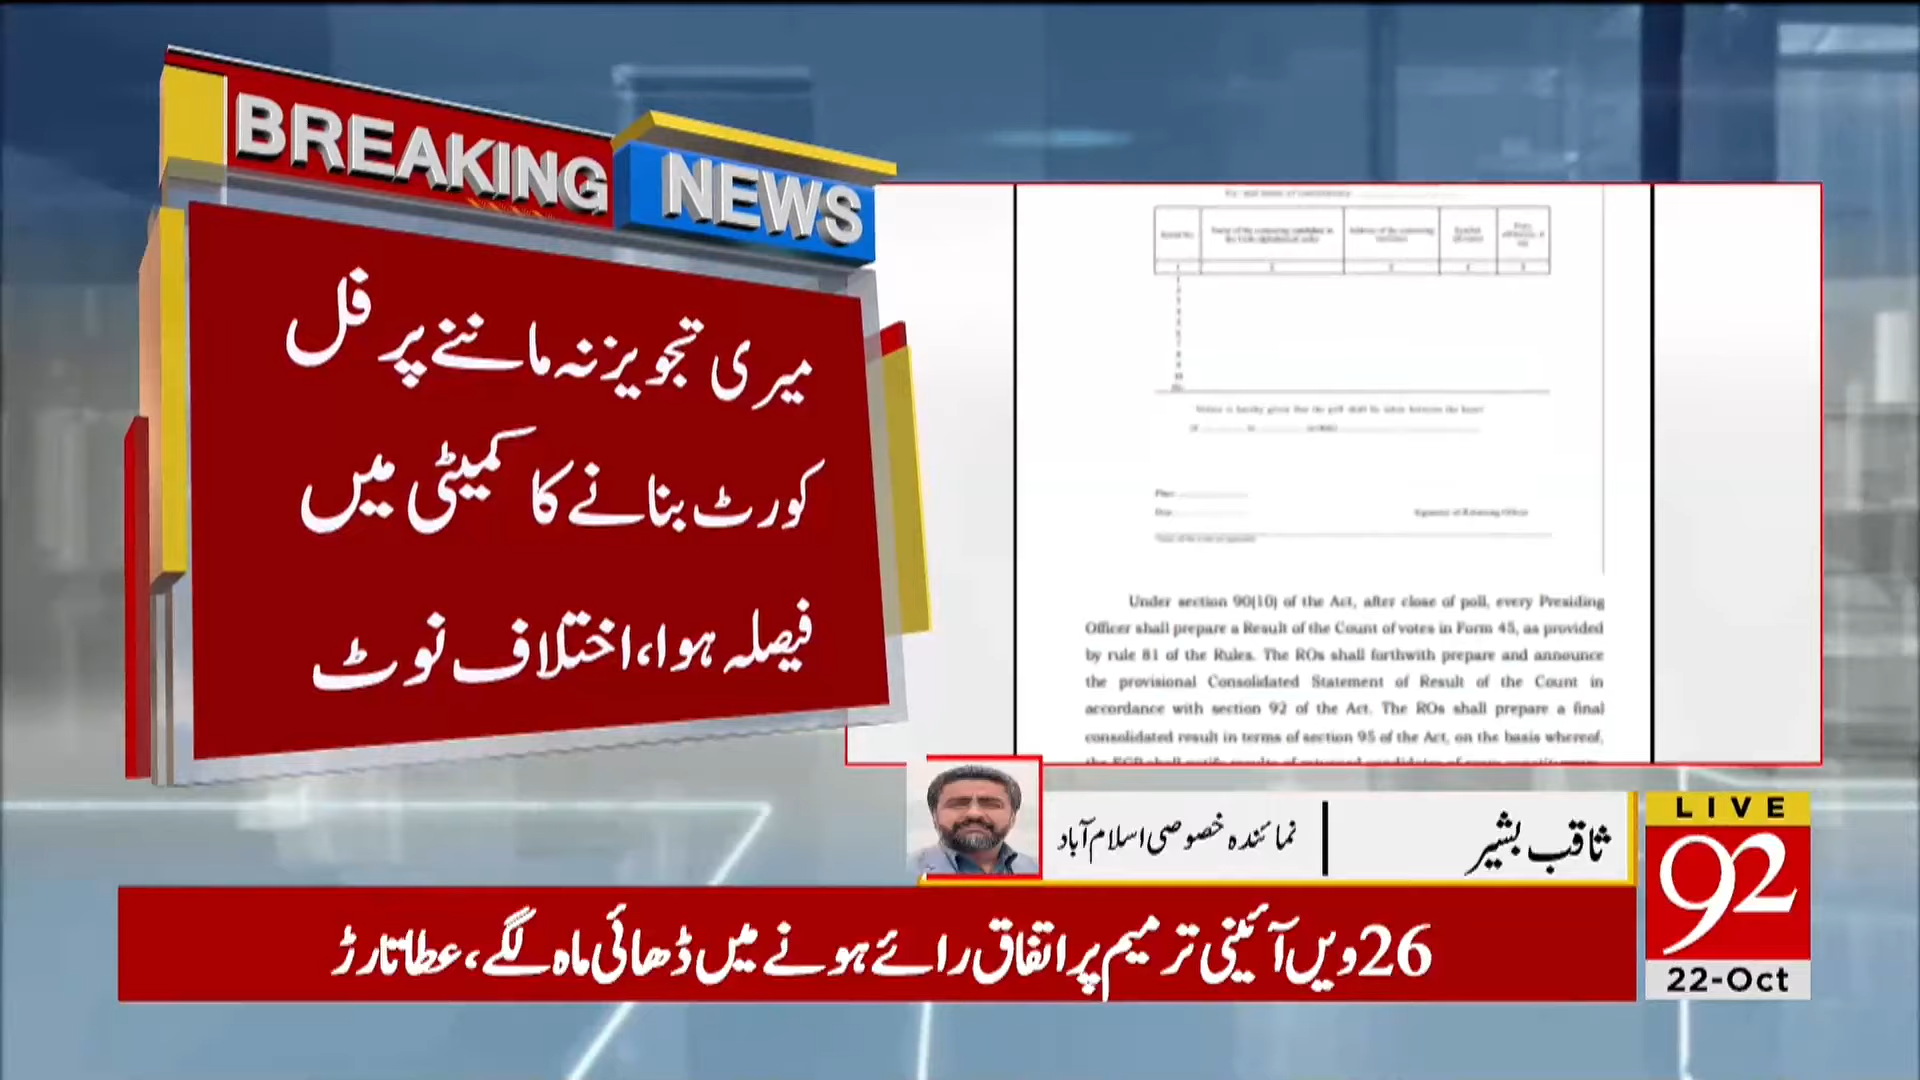 BREAKING NEWS
میری تجویز نہ ماننے پر فل
کورٹ بنانے کا کمیٹی میں
فیصلہ ہوا، اختلاف نوٹ
Under section 90(10) of the Act, after close of poll, every Presiding
Officer shall prepare a Result of the Count of votes in Form 45, as provided
by rule 81 of the Rules. The ROs shall forthwith prepare and announce
the provisional Consolidated Statement of Result of the Count in
accordance with section 92 of the Act. The ROs shall prepare a final
consolidated result in terms of section 95 of the Act, on the basis whereof,
ثاقب بشیر | نمائندہ خصوصی اسلام آباد
LIVE
92
22-Oct
26ویں آئینی ترمیم پر اتفاق رائے ہونے میں ڈھائی ماہ لگے، عطا تارڑ